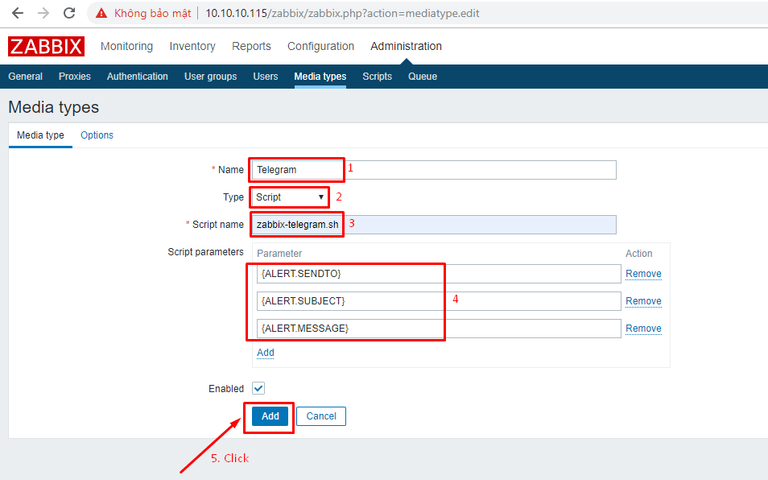 Không bảo mật | 10.10.10.115/zabbix/zabbix.php?action=mediatype.edit
ZABBIX Monitoring Inventory Reports Configuration Administration
General Proxies Authentication User groups Users Media types Scripts Queue
Media types
Media type Options
* Name Telegram 1
Type Script 2
* Script name zabbix-telegram.sh 3
Script parameters Parameter Action
{ALERT.SENDTO} Remove
{ALERT.SUBJECT} Remove 4
{ALERT.MESSAGE} Remove
Add
Enabled
Add Cancel
5. Click